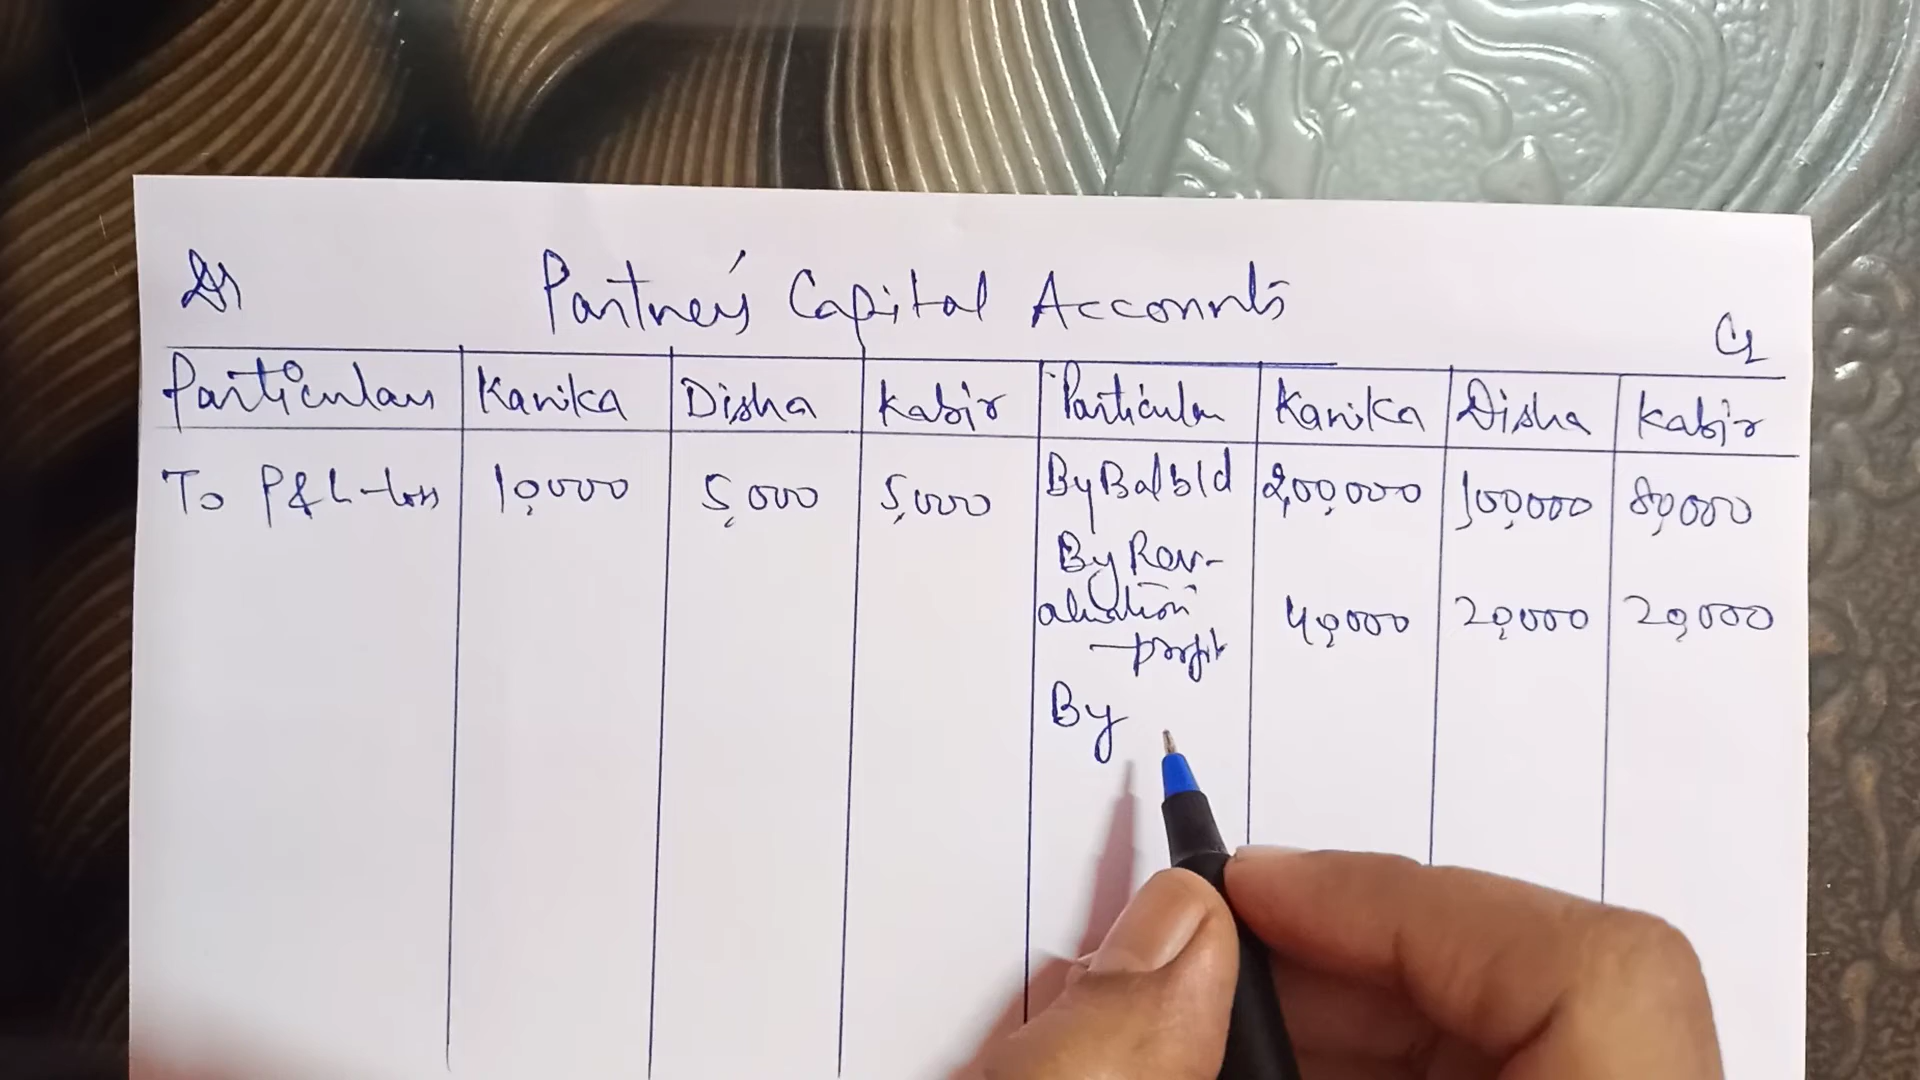 Dr Partner's Capital Accounts Cr
Particulars Kanika Disha Kabir Particulars Kanika Disha Kabir
To P & L - loss 10,000 5,000 5,000 By Bal b/d 2,00,000 1,00,000 80,000
By Rev-
aluation 40,000 20,000 20,000
- profit
By